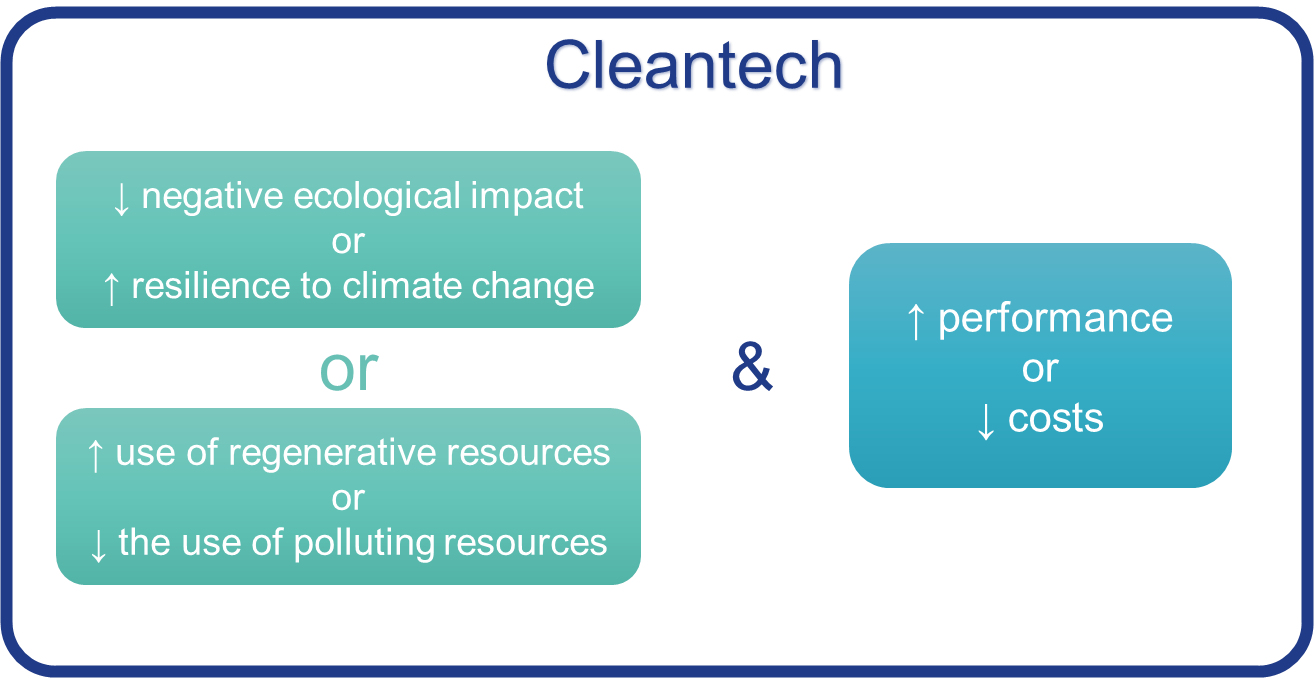 Cleantech
↓ negative ecological impact
or
↑ resilience to climate change
or
↑ use of regenerative resources
or
↓ the use of polluting resources
&
↑ performance
or
↓ costs